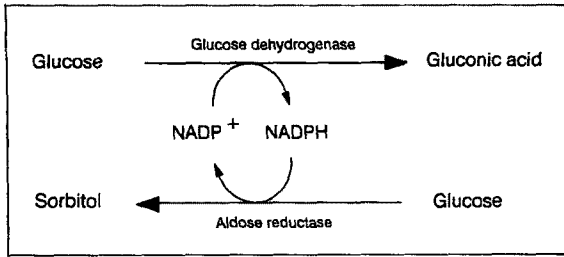 Glucose dehydrogenase
Glucose Gluconic acid
NADP + NADPH
Sorbitol Glucose
Aldose reductase